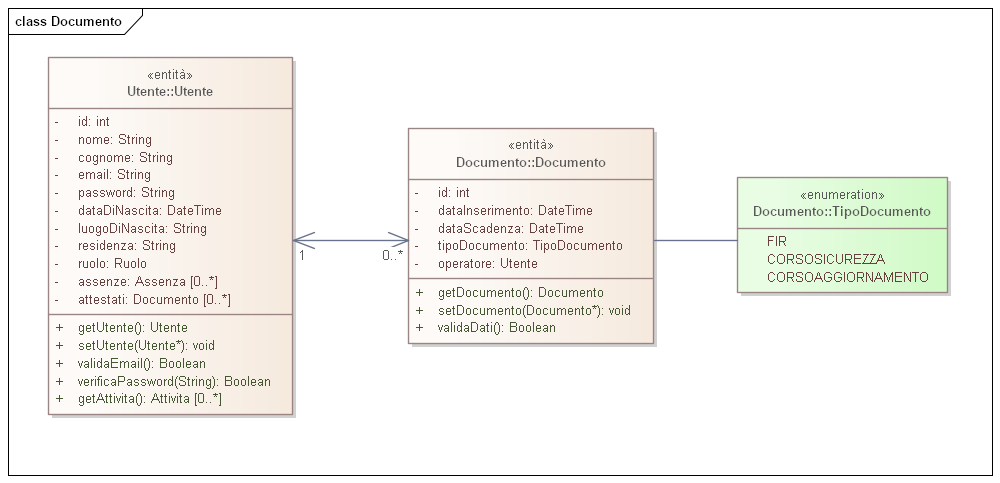 class Documento
«entità»
Utente::Utente
- id: int
- nome: String
- cognome: String
- email: String
- password: String
- dataDiNascita: DateTime
- luogoDiNascita: String
- residenza: String
- ruolo: Ruolo
- assenze: Assenza [0..*]
- attestati: Documento [0..*]
+ getUtente(): Utente
+ setUtente(Utente*): void
+ validaEmail(): Boolean
+ verificaPassword(String): Boolean
+ getAttivita(): Attivita [0..*]
1
0..*
«entità»
Documento::Documento
- id: int
- dataInserimento: DateTime
- dataScadenza: DateTime
- tipoDocumento: TipoDocumento
- operatore: Utente
+ getDocumento(): Documento
+ setDocumento(Documento*): void
+ validaDati(): Boolean
«enumeration»
Documento::TipoDocumento
FIR
CORSOSICUREZZA
CORSOAGGIORNAMENTO